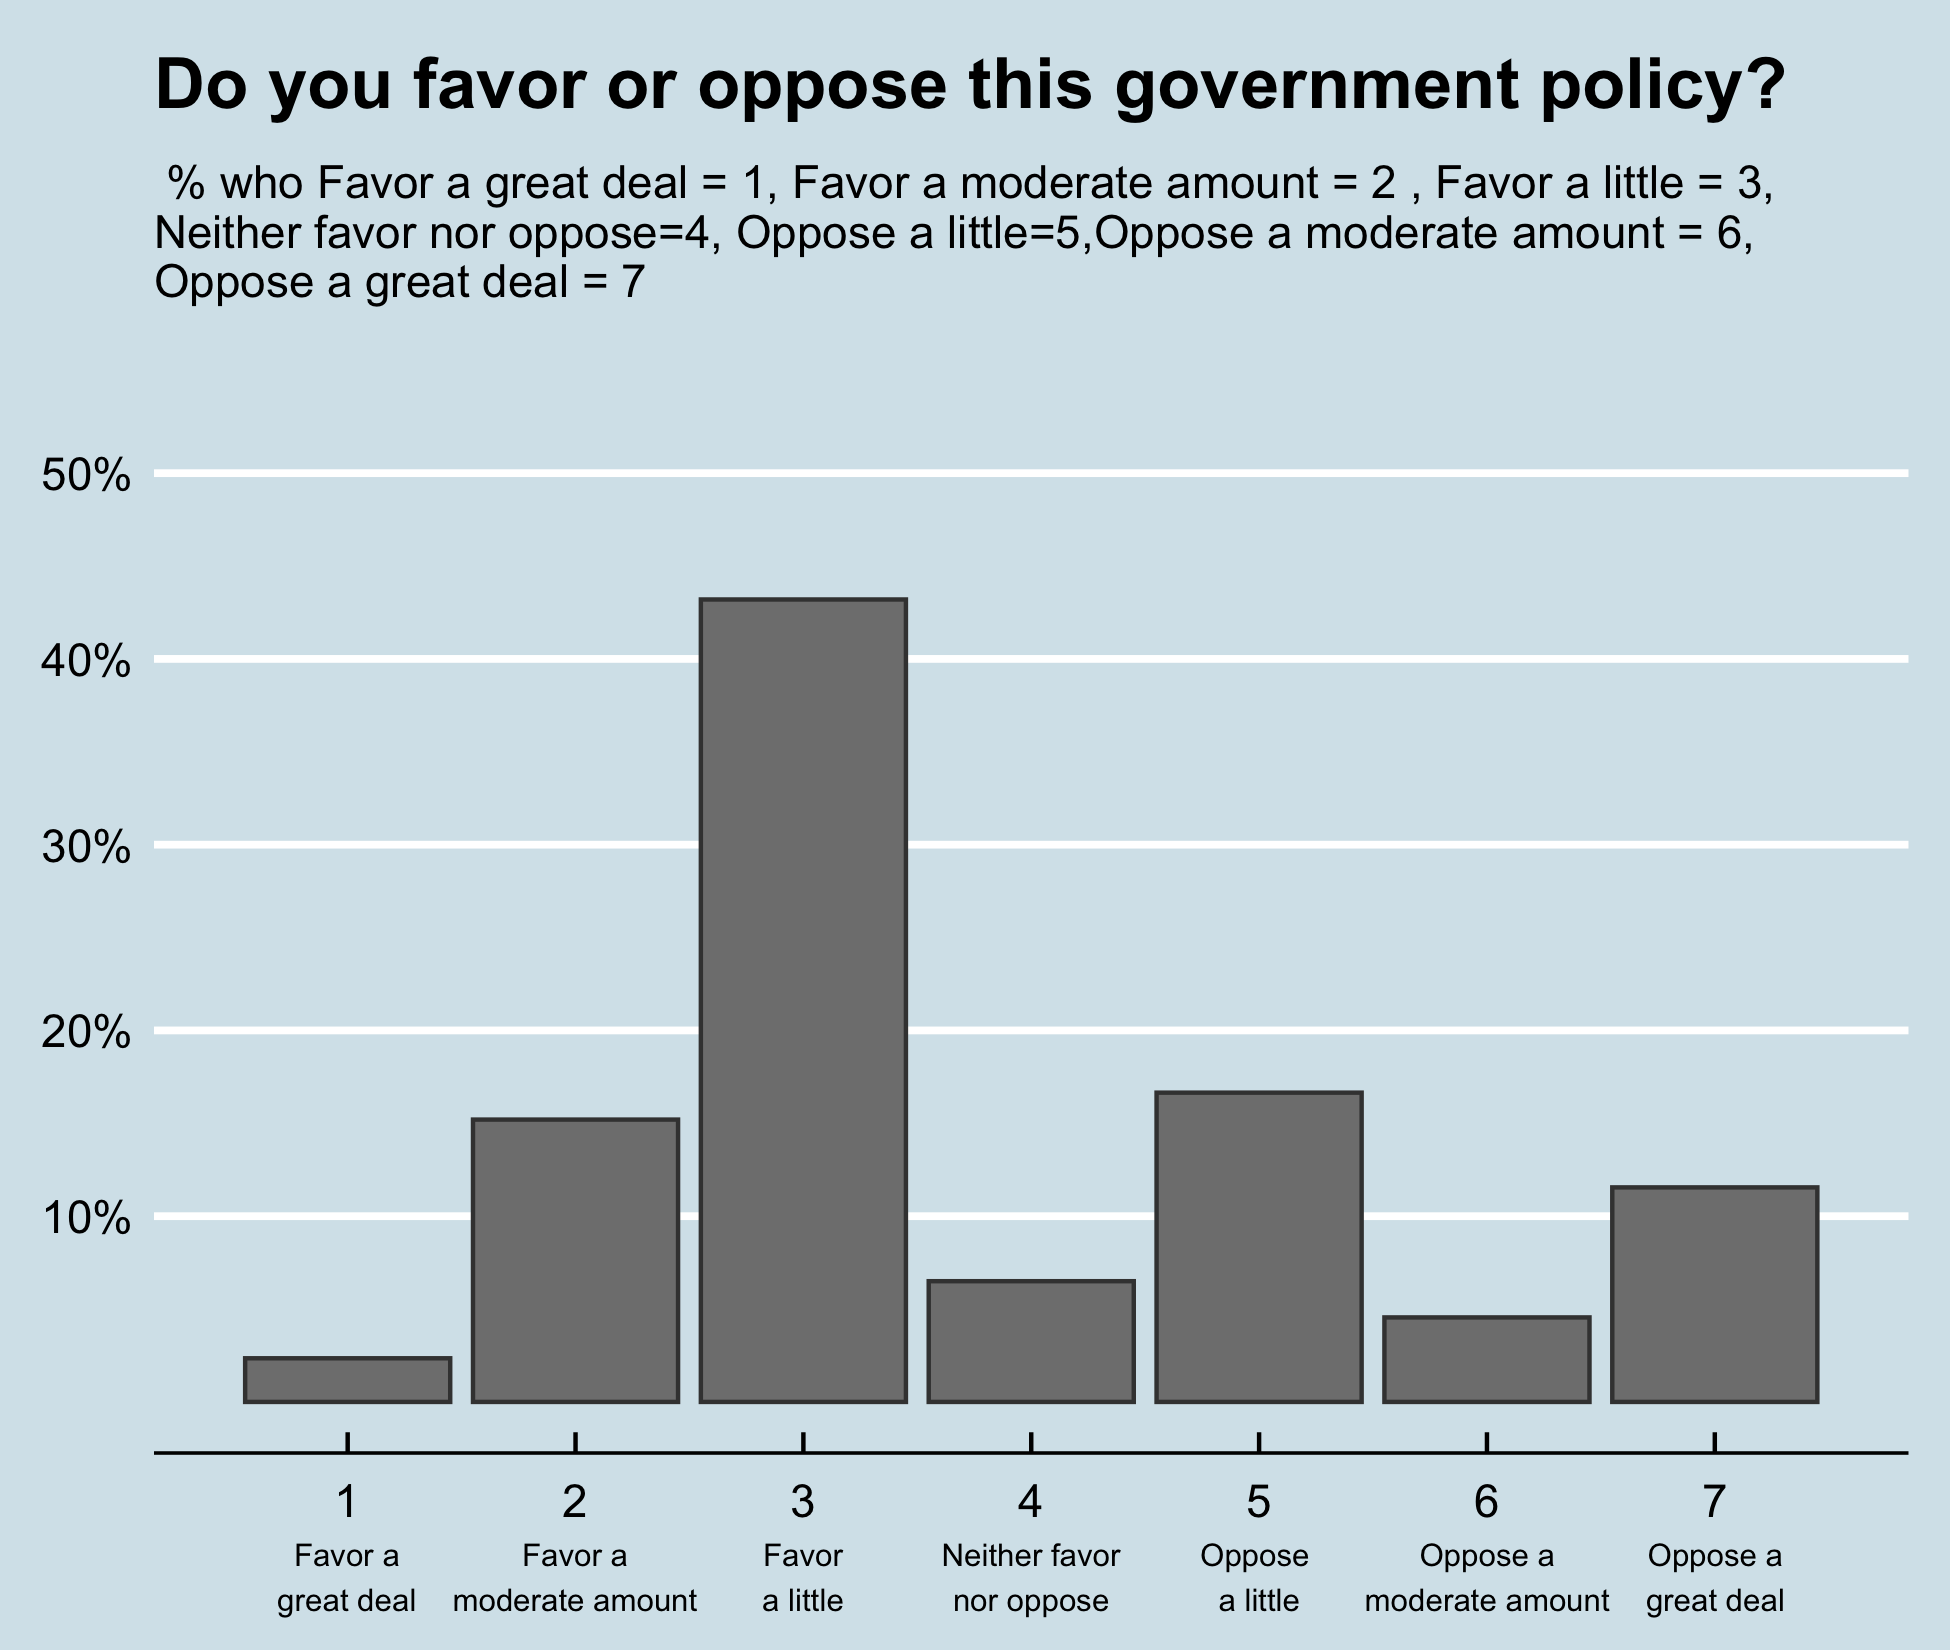 Do you favor or oppose this government policy?
% who Favor a great deal = 1, Favor a moderate amount = 2 , Favor a little = 3,
Neither favor nor oppose=4, Oppose a little=5,Oppose a moderate amount = 6,
Oppose a great deal = 7
50%
40%
30%
20%
10%
1 2 3 4 5 6 7
Favor a Favor a Favor Neither favor Oppose Oppose a Oppose a
great deal moderate amount a little nor oppose a little moderate amount great deal